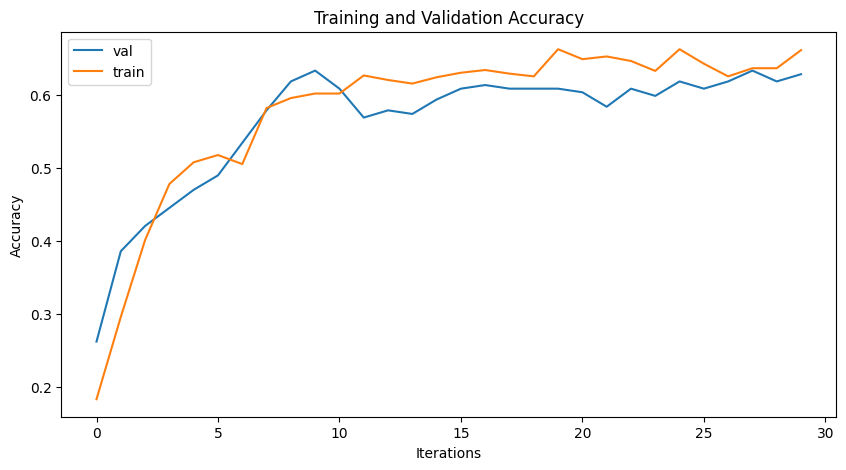 Training and Validation Accuracy
val
train
Accuracy
0.6
0.5
0.4
0.3
0.2
0 5 10 15 20 25 30
Iterations